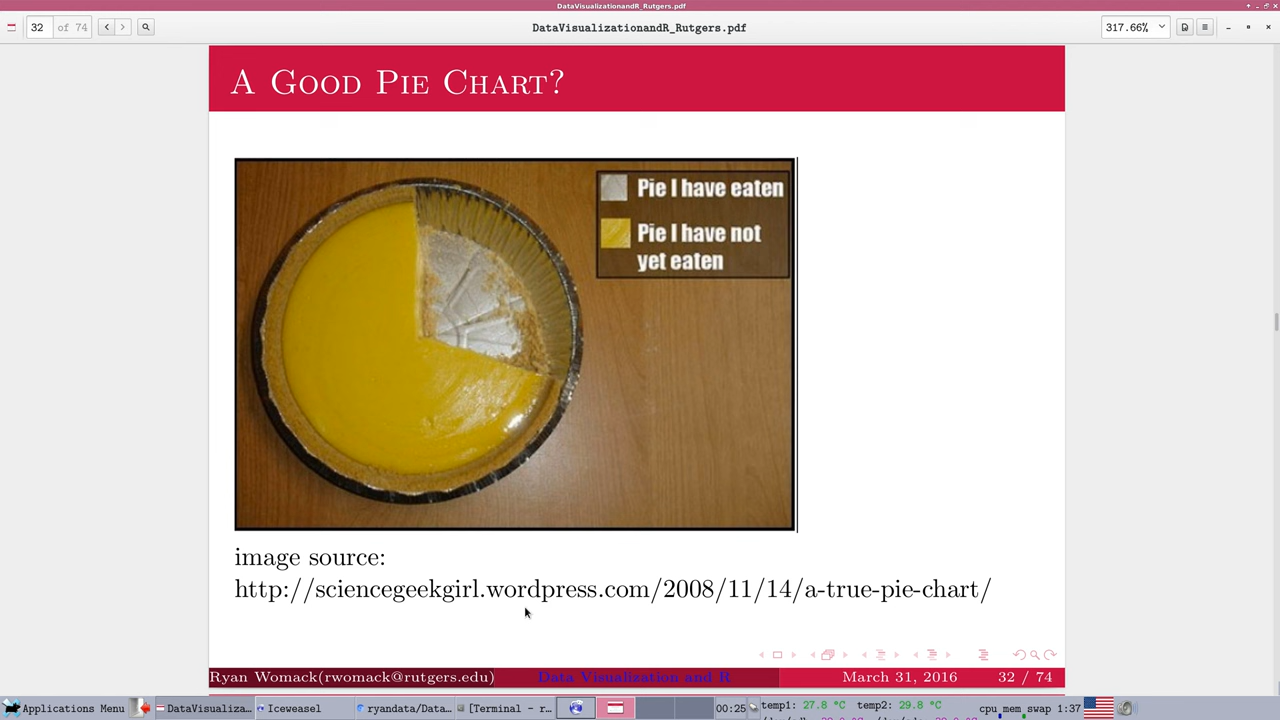 DataVisualizationandR_Rutgers.pdf
32 of 74
DataVisualizationandR_Rutgers.pdf
317.66%
A Good Pie Chart?
Pie I have eaten
Pie I have not
yet eaten
image source:
http://sciencegeekgirl.wordpress.com/2008/11/14/a-true-pie-chart/
Ryan Womack(rwomack@rutgers.edu) Data Visualization and R March 31, 2016 32 / 74
Applications Menu DataVisualiza... Iceweasel ryanw/Data... [Terminal - r... 00:25 temp1: 27.8 °C temp2: 29.8 °C cpu mem swap 1:37